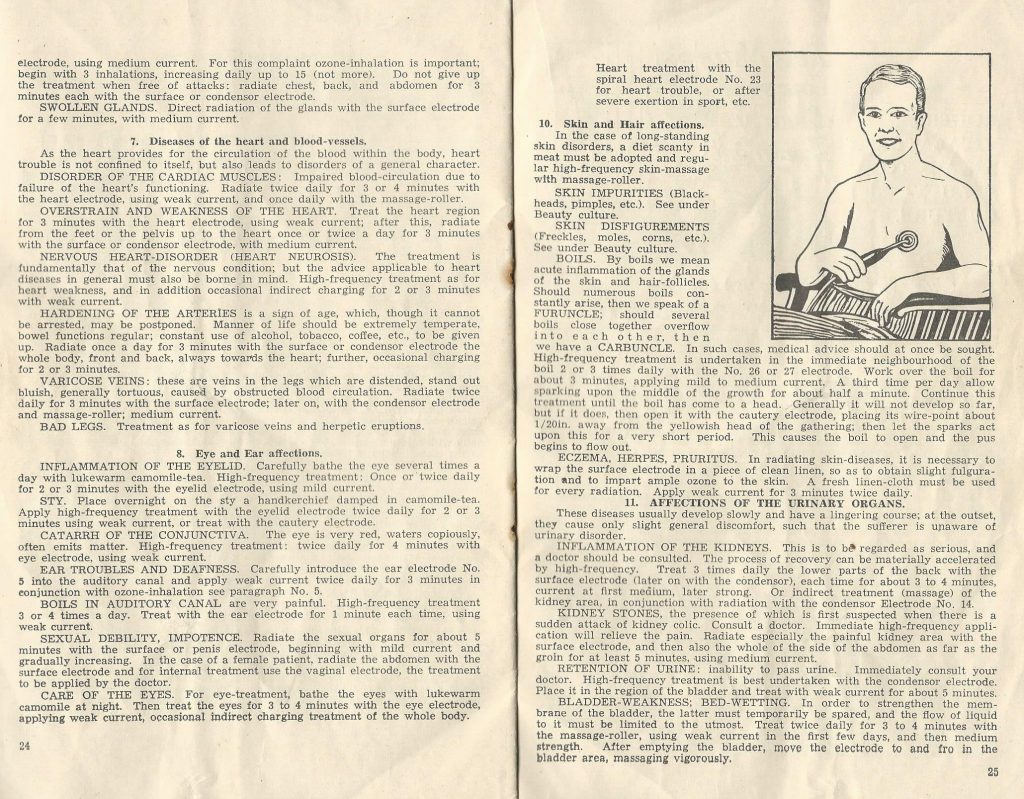 electrode, using medium current. For this complaint ozone-inhalation is important;
begin with 3 inhalations, increasing daily up to 15 (not more). Do not give up
the treatment when free of attacks: radiate chest, back, and abdomen for 3
minutes each with the surface or condensor electrode.
SWOLLEN GLANDS. Direct radiation of the glands with the surface electrode
for a few minutes, with medium current.
7. Diseases of the heart and blood-vessels.
As the heart provides for the circulation of the blood within the body, heart
trouble is not confined to itself, but also leads to disorders of a general character.
DISORDER OF THE CARDIAC MUSCLES: Impaired blood-circulation due to
failure of the heart's functioning. Radiate twice daily for 3 or 4 minutes with
the heart electrode, using weak current, and once daily with the massage-roller.
OVERSTRAIN AND WEAKNESS OF THE HEART. Treat the heart region
for 3 minutes with the heart electrode, using weak current; after this, radiate
from the feet or the pelvis up to the heart once or twice a day for 3 minutes
with the surface or condensor electrode, with medium current.
NERVOUS HEART-DISORDER (HEART NEUROSIS). The treatment is
fundamentally that of the nervous condition; but the advice applicable to heart
diseases in general must also be borne in mind. High-frequency treatment as for
heart weakness, and in addition occasional indirect charging for 2 or 3 minutes
with weak current.
HARDENING OF THE ARTERIES is a sign of age, which, though it cannot
be arrested, may be postponed. Manner of life should be extremely temperate,
bowel functions regular; constant use of alcohol, tobacco, coffee, etc., to be given
up. Radiate once a day for 3 minutes with the surface or condensor electrode the
whole body, front and back, always towards the heart; further, occasional charging
for 2 or 3 minutes.
VARICOSE VEINS: these are veins in the legs which are distended, stand out
bluish, generally tortuous, caused by obstructed blood circulation. Radiate twice
daily for 3 minutes with the surface electrode; later on, with the condensor electrode
and massage-roller; medium current.
BAD LEGS. Treatment as for varicose veins and herpetic eruptions.
8. Eye and Ear affections.
INFLAMMATION OF THE EYELID. Carefully bathe the eye several times a
day with lukewarm camomile-tea. High-frequency treatment: Once or twice daily
for 2 or 3 minutes with the eyelid electrode, using mild current.
STY. Place overnight on the sty a handkerchief damped in camomile-tea.
Apply high-frequency treatment with the eyelid electrode twice daily for 2 or 3
minutes using weak current, or treat with the cautery electrode.
CATARRH OF THE CONJUNCTIVA. The eye is very red, waters copiously,
often emits matter. High-frequency treatment: twice daily for 4 minutes with
eye electrode, using weak current.
EAR TROUBLES AND DEAFNESS. Carefully introduce the ear electrode No.
5 into the auditory canal and apply weak current twice daily for 3 minutes in
conjunction with ozone-inhalation see paragraph No. 5.
BOILS IN AUDITORY CANAL are very painful. High-frequency treatment
3 or 4 times a day. Treat with the ear electrode for 1 minute each time, using
weak current.
SEXUAL DEBILITY, IMPOTENCE. Radiate the sexual organs for about 5
minutes with the surface or penis electrode, beginning with mild current and
gradually increasing. In the case of a female patient, radiate the abdomen with the
surface electrode and for internal treatment use the vaginal electrode, the treatment
to be applied by the doctor.
CARE OF THE EYES. For eye-treatment, bathe the eyes with lukewarm
camomile at night. Then treat the eyes for 3 to 4 minutes with the eye electrode,
applying weak current, occasional indirect charging treatment of the whole body.
24
Heart treatment with the
spiral heart electrode No. 23
for heart trouble, or after
severe exertion in sport, etc.
10. Skin and Hair affections.
In the case of long-standing
skin disorders, a diet scanty in
meat must be adopted and regu-
lar high-frequency skin-massage
with massage-roller.
SKIN IMPURITIES (Black-
heads, pimples, etc.). See under
Beauty culture.
SKIN DISFIGUREMENTS
(Freckles, moles, corns, etc.).
See under Beauty culture.
BOILS. By boils we mean
acute inflammation of the glands
of the skin and hair-follicles.
Should numerous boils con-
stantly arise, then we speak of a
FURUNCLE; should several
boils close together overflow
into each other, then
we have a CARBUNCLE. In such cases, medical advice should at once be sought.
High-frequency treatment is undertaken in the immediate neighbourhood of the
boil 2 or 3 times daily with the No. 26 or 27 electrode. Work over the boil for
about 3 minutes, applying mild to medium current. A third time per day allow
sparking upon the middle of the growth for about half a minute. Continue this
treatment until the boil has come to a head. Generally it will not develop so far,
but if it does, then open it with the cautery electrode, placing its wire-point about
1/20in. away from the yellowish head of the gathering; then let the sparks act
upon this for a very short period. This causes the boil to open and the pus
begins to flow out.
ECZEMA, HERPES, PRURITUS. In radiating skin-diseases, it is necessary to
wrap the surface electrode in a piece of clean linen, so as to obtain slight fulgura-
tion and to impart ample ozone to the skin. A fresh linen-cloth must be used
for every radiation. Apply weak current for 3 minutes twice daily.
11. AFFECTIONS OF THE URINARY ORGANS.
These diseases usually develop slowly and have a lingering course; at the outset,
they cause only slight general discomfort, such that the sufferer is unaware of
urinary disorder.
INFLAMMATION OF THE KIDNEYS. This is to be regarded as serious, and
a doctor should be consulted. The process of recovery can be materially accelerated
by high-frequency. Treat 3 times daily the lower parts of the back with the
surface electrode (later on with the condensor), each time for about 3 to 4 minutes,
current at first medium, later strong. Or indirect treatment (massage) of the
kidney area, in conjunction with radiation with the condensor Electrode No. 14.
KIDNEY STONES, the presence of which is first suspected when there is a
sudden attack of kidney colic. Consult a doctor. Immediate high-frequency appli-
cation will relieve the pain. Radiate especially the painful kidney area with the
surface electrode, and then also the whole of the side of the abdomen as far as the
groin for at least 5 minutes, using medium current.
RETENTION OF URINE: inability to pass urine. Immediately consult your
doctor. High-frequency treatment is best undertaken with the condensor electrode.
Place it in the region of the bladder and treat with weak current for about 5 minutes.
BLADDER-WEAKNESS; BED-WETTING. In order to strengthen the mem-
brane of the bladder, the latter must temporarily be spared, and the flow of liquid
to it must be limited to the utmost. Treat twice daily for 3 to 4 minutes with
the massage-roller, using weak current in the first few days, and then medium
strength. After emptying the bladder, move the electrode to and fro in the
bladder area, massaging vigorously.
25